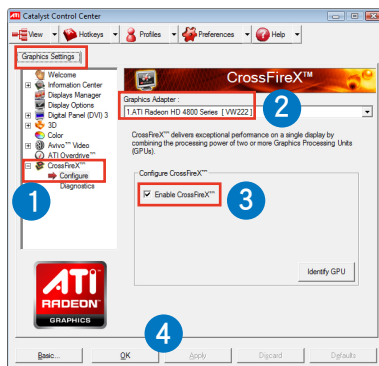 Catalyst Control Center
View
Hotkeys
Profiles
Preferences
Help
Graphics Settings
Welcome
Information Center
Displays Manager
Display Options
Digital Panel (DVI) 3
3D
Color
Avivo™ Video
ATI Overdrive™
CrossFireX™
Configure
Diagnostics
1
ATI
RADEON
GRAPHICS
CrossFireX™
Graphics Adapter :
1.ATI Radeon HD 4800 Series [ VW222 ]
2
CrossFireX™ delivers exceptional performance on a single display by
combining the processing power of two or more Graphics Processing Units
(GPUs).
Configure CrossFireX™
Enable CrossFireX™
3
Identify GPU
4
Basic...
OK
Apply
Discard
Defaults